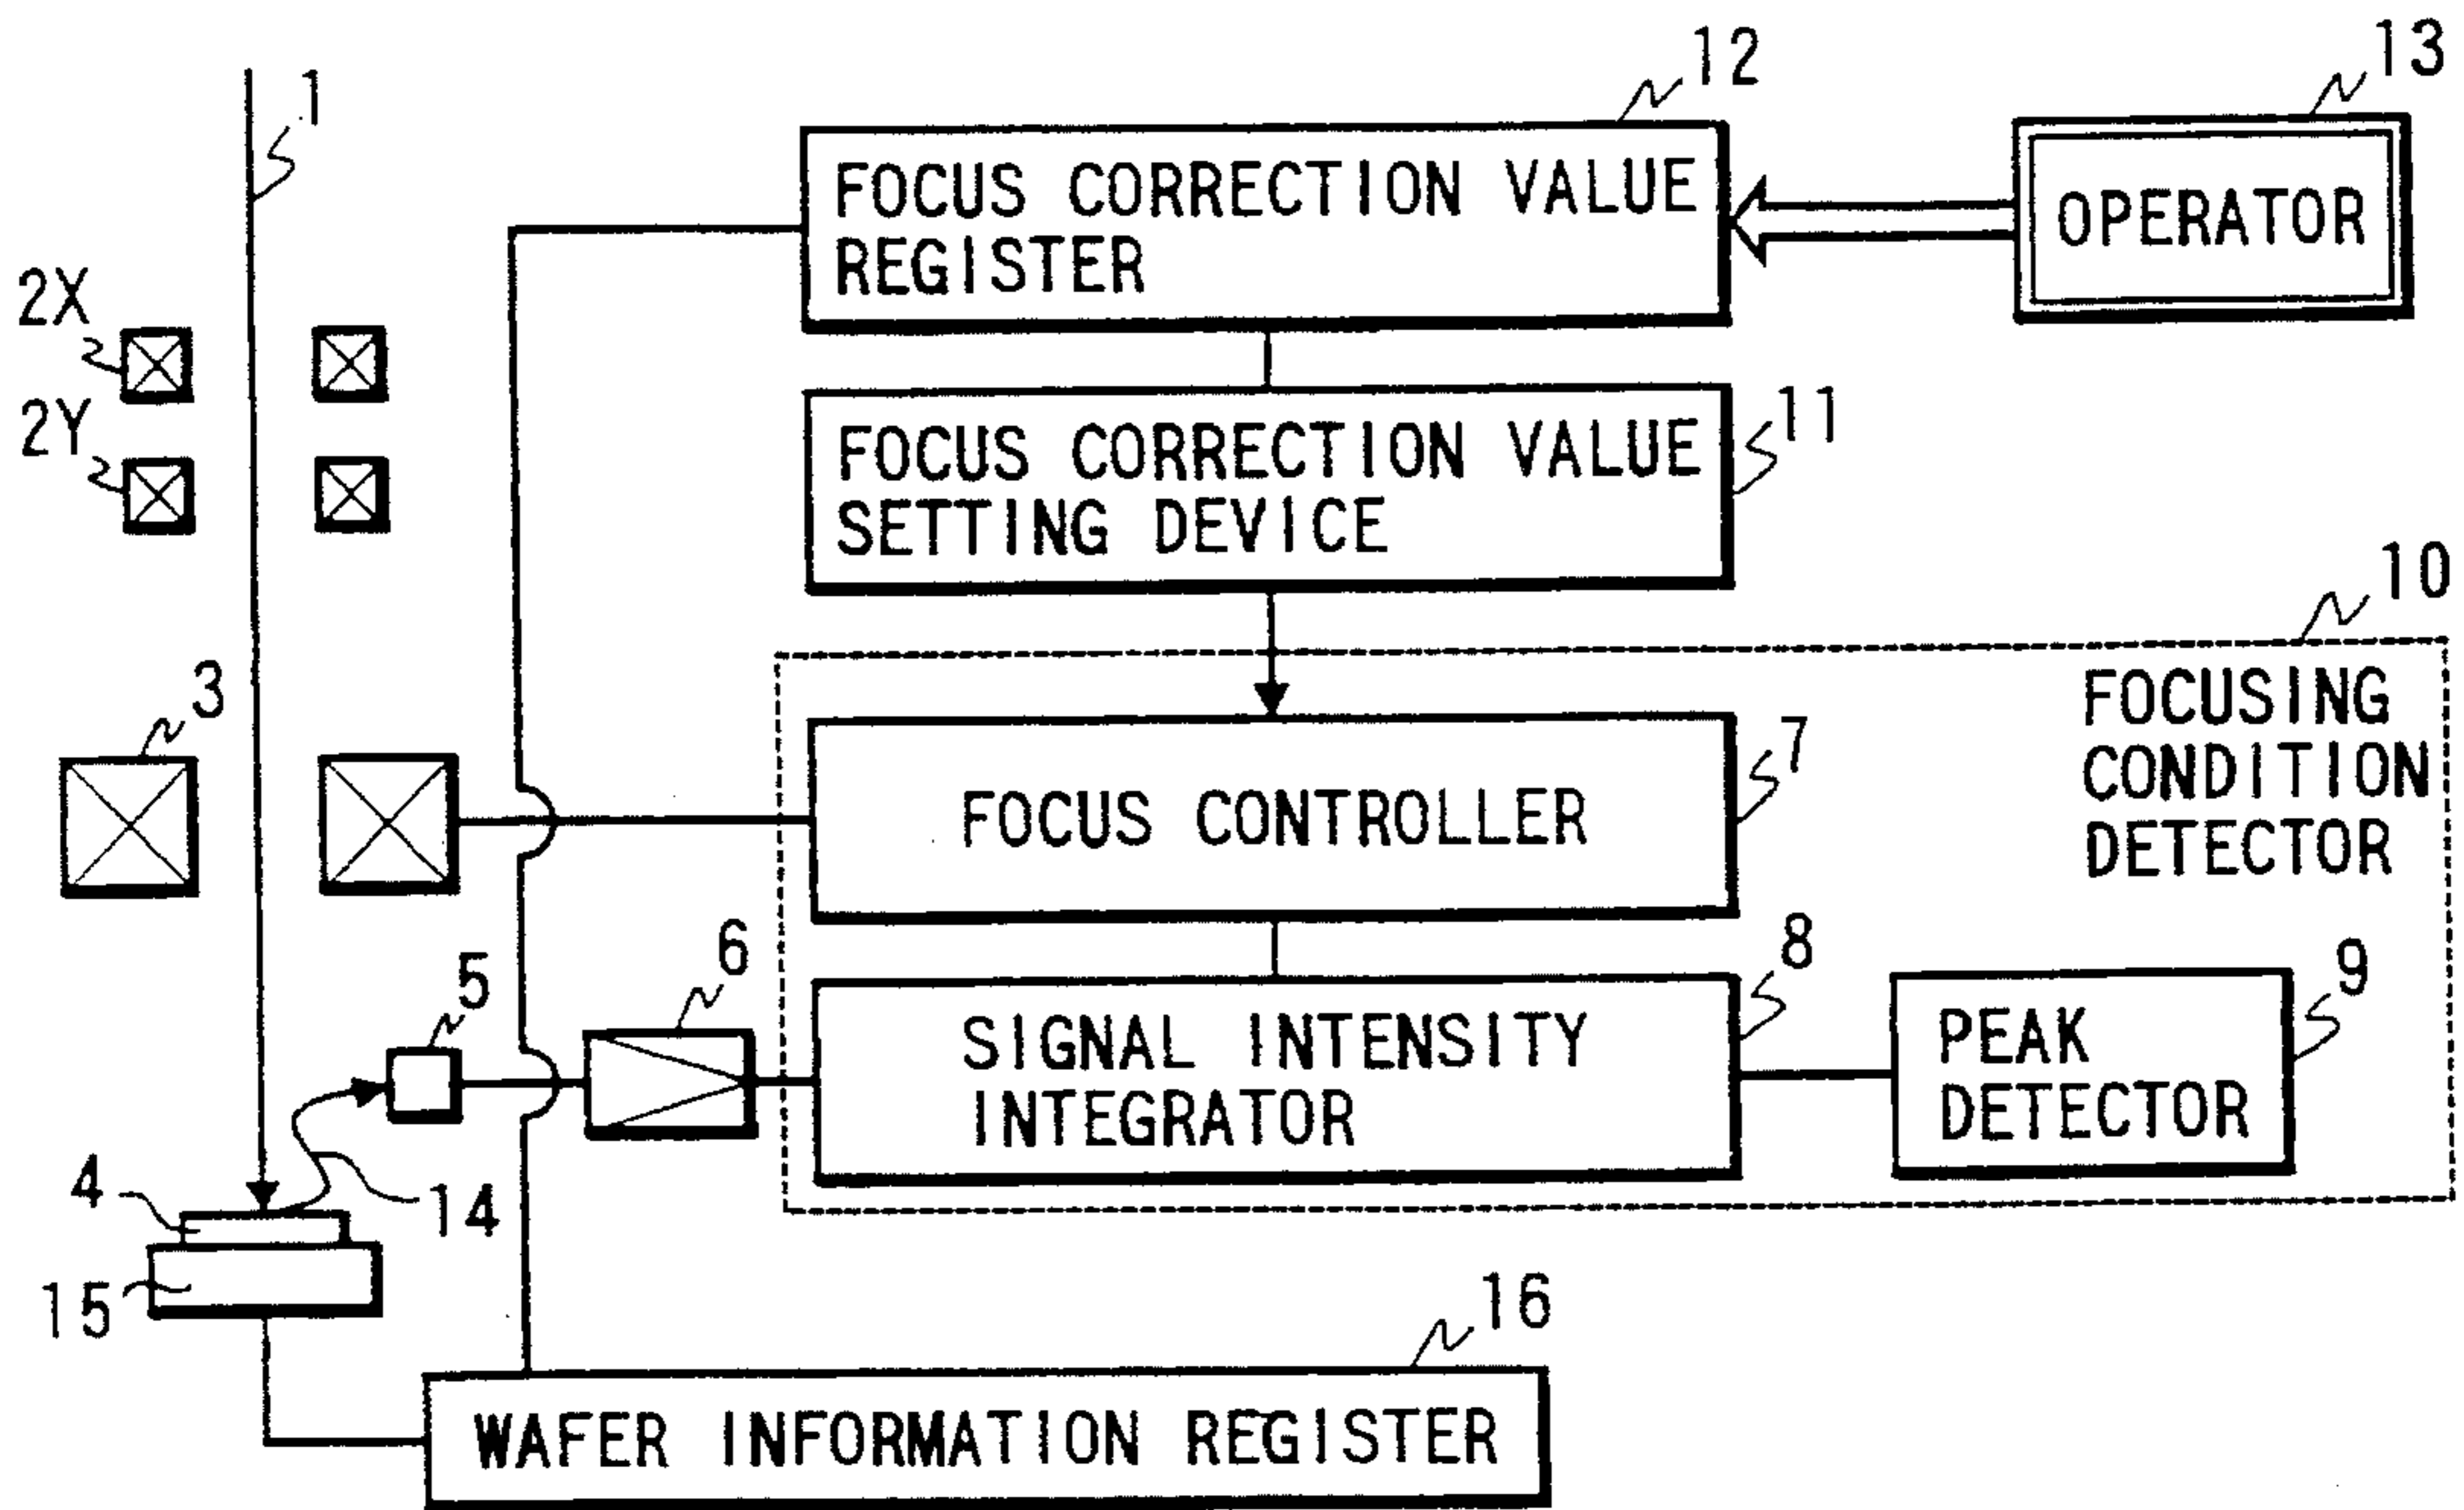 1
12
13
FOCUS CORRECTION VALUE
REGISTER
OPERATOR
2X
2Y
11
FOCUS CORRECTION VALUE
SETTING DEVICE
10
3
FOCUSING
CONDITION
DETECTOR
7
FOCUS CONTROLLER
5
6
8
9
SIGNAL INTENSITY
INTEGRATOR
PEAK
DETECTOR
4
14
15
16
WAFER INFORMATION REGISTER